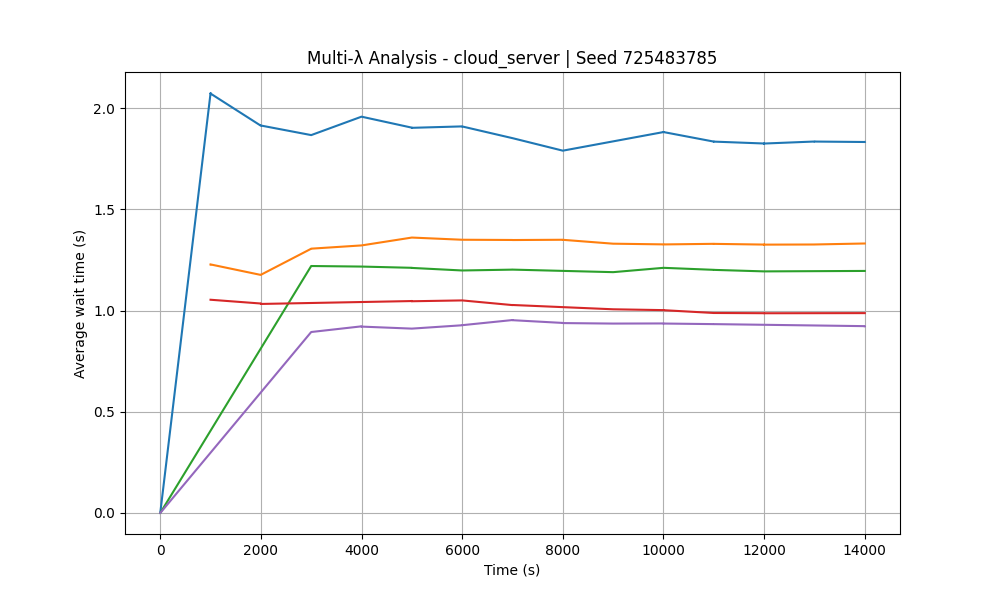 Multi-λ Analysis - cloud_server | Seed 725483785
Average wait time (s)
2.0
1.5
1.0
0.5
0.0
0 2000 4000 6000 8000 10000 12000 14000
Time (s)